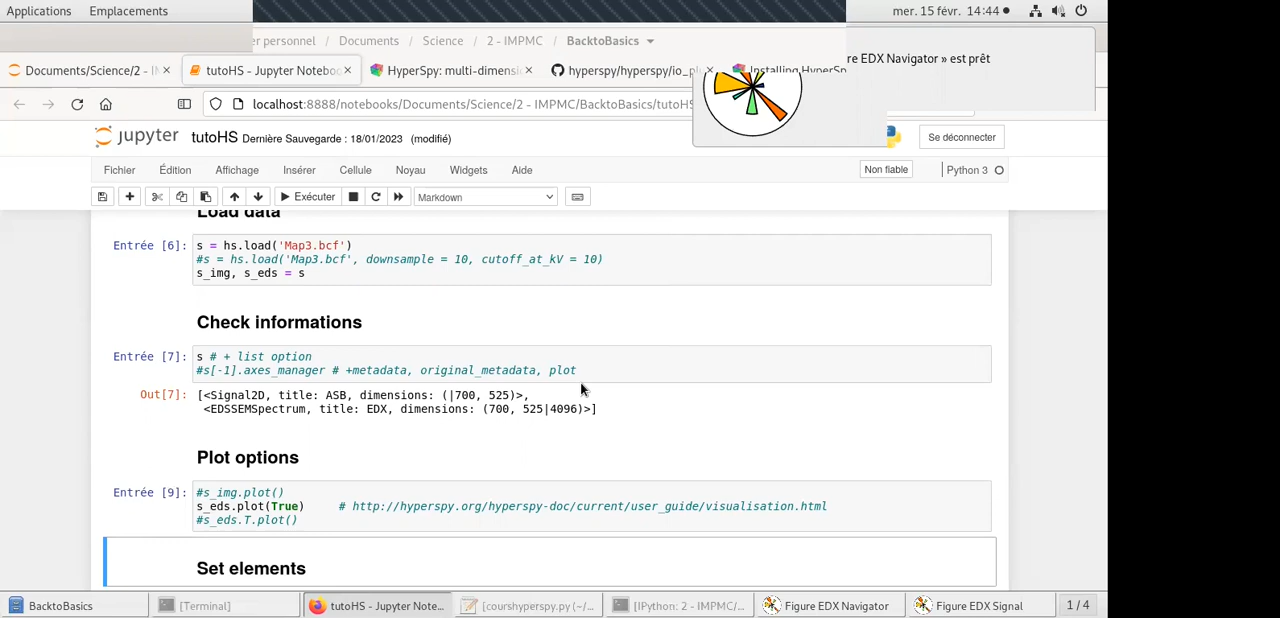 Applications Emplacements mer. 15 févr. 14:44
er personnel Documents Science 2 - IMPMC BacktoBasics
re EDX Navigator » est prêt
Documents/Science/2 - I tutoHS - Jupyter Noteboo HyperSpy: multi-dimensi hyperspy/hyperspy/io_pl Installing HyperSp
localhost:8888/notebooks/Documents/Science/2 - IMPMC/BacktoBasics/tutoHS
jupyter tutoHS Dernière Sauvegarde : 18/01/2023 (modifié) Se déconnecter
Fichier Édition Affichage Insérer Cellule Noyau Widgets Aide Non fiable Python 3
Exécuter Markdown
Load data
Entrée [6]: s = hs.load('Map3.bcf')
#s = hs.load('Map3.bcf', downsample = 10, cutoff_at_kV = 10)
s_img, s_eds = s
Check informations
Entrée [7]: s # + list option
#s[-1].axes_manager # +metadata, original_metadata, plot
Out[7]: [<Signal2D, title: ASB, dimensions: (|700, 525)>,
<EDSSEMSpectrum, title: EDX, dimensions: (700, 525|4096)>]
Plot options
Entrée [9]: #s_img.plot()
s_eds.plot(True) # http://hyperspy.org/hyperspy-doc/current/user_guide/visualisation.html
#s_eds.T.plot()
Set elements
BacktoBasics [Terminal] tutoHS - Jupyter Note... [courshyperspy.py (~/... [IPython: 2 - IMPMC/... Figure EDX Navigator Figure EDX Signal 1 / 4